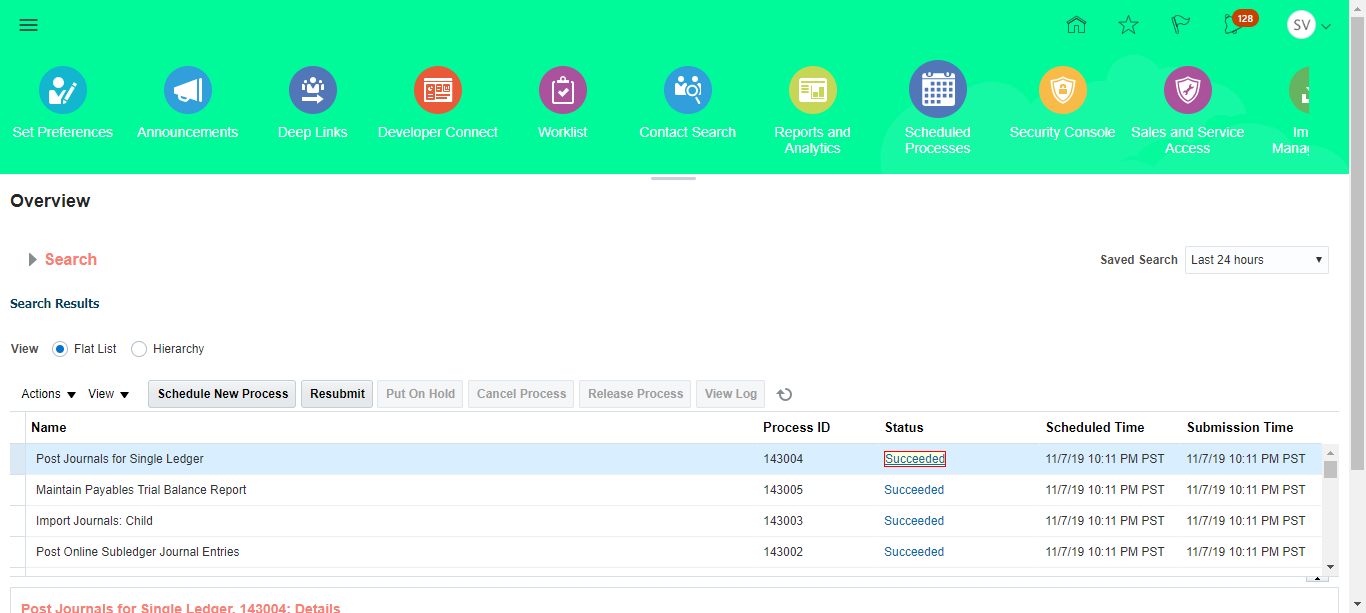 128
SV
Set Preferences
Announcements
Deep Links
Developer Connect
Worklist
Contact Search
Reports and
Analytics
Scheduled
Processes
Security Console
Sales and Service
Access
Im
Manag
Overview
Search
Saved Search Last 24 hours
Search Results
View Flat List Hierarchy
Actions View Schedule New Process Resubmit Put On Hold Cancel Process Release Process View Log
Name Process ID Status Scheduled Time Submission Time
Post Journals for Single Ledger 143004 Succeeded 11/7/19 10:11 PM PST 11/7/19 10:11 PM PST
Maintain Payables Trial Balance Report 143005 Succeeded 11/7/19 10:11 PM PST 11/7/19 10:11 PM PST
Import Journals: Child 143003 Succeeded 11/7/19 10:11 PM PST 11/7/19 10:11 PM PST
Post Online Subledger Journal Entries 143002 Succeeded 11/7/19 10:11 PM PST 11/7/19 10:11 PM PST
Post Journals for Single Ledger, 143004: Details